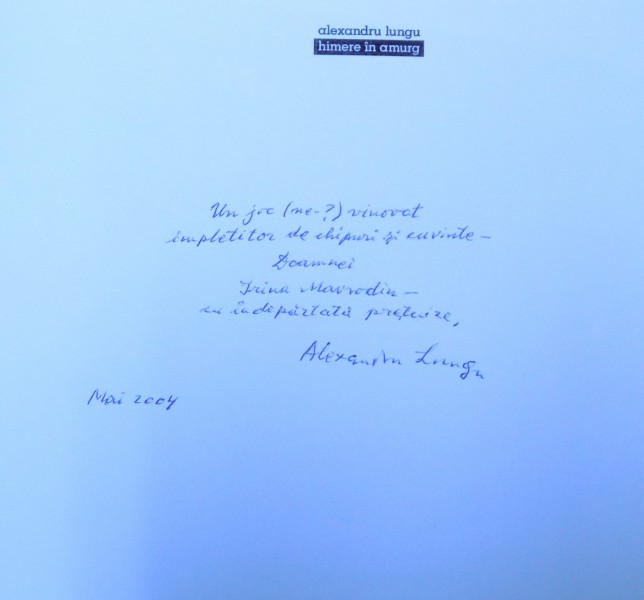 alexandru lungu
himere în amurg
Un joc (ne-?) vinovat
împletitor de chipuri și cuvinte –
Doamnei
Irina Mavrodin –
cu îndepărtată prețuire,
Alexandru Lungu
Mai 2004